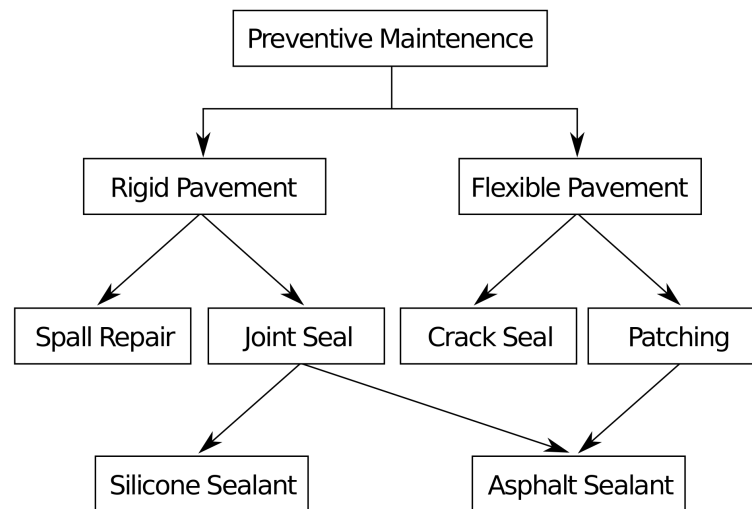 Preventive Maintenence
Rigid Pavement
Flexible Pavement
Spall Repair
Joint Seal
Crack Seal
Patching
Silicone Sealant
Asphalt Sealant